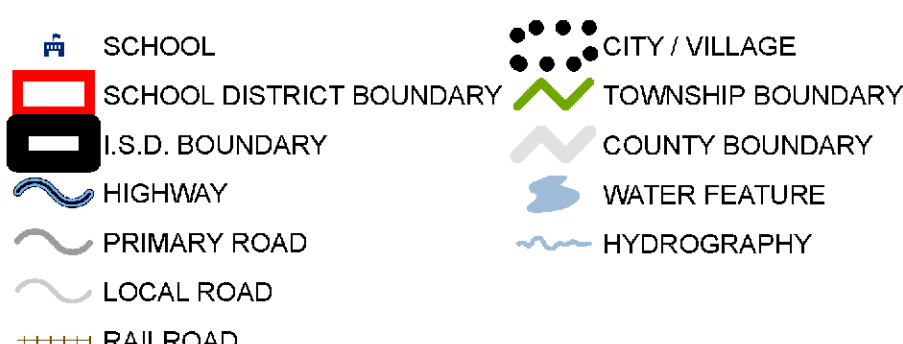 SCHOOL
SCHOOL DISTRICT BOUNDARY
I.S.D. BOUNDARY
HIGHWAY
PRIMARY ROAD
LOCAL ROAD
RAILROAD
CITY / VILLAGE
TOWNSHIP BOUNDARY
COUNTY BOUNDARY
WATER FEATURE
HYDROGRAPHY